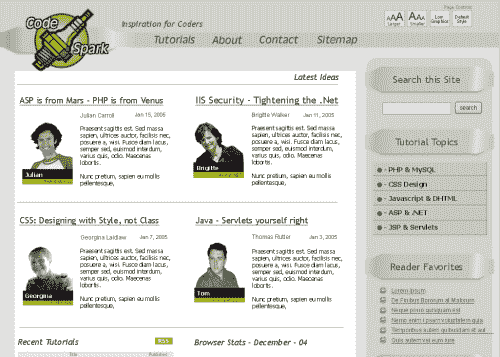 Page Controls
Code
Spark
Inspiration for Coders
AAA
Larger
AAA
Smaller
Low
Graphics
Default
Style
Tutorials About Contact Sitemap
Latest Ideas
Search this Site
search
ASP is from Mars - PHP is from Venus
Julian Carroll Jan 15, 2005
Praesent sagittis est. Sed massa
sapien, ultrices auctor, facilisis nec,
posuere a, wisi. Fusce diam lacus,
semper sed, euismod interdum,
varius quis, odio. Maecenas
lobortis.
Nunc pretium, sapien eu mollis
pellentesque,
Julian
IIS Security - Tightening the .Net
Brigitte Walker Jan 11, 2005
Praesent sagittis est. Sed massa
sapien, ultrices auctor, facilisis nec,
posuere a, wisi. Fusce diam lacus,
semper sed, euismod interdum,
varius quis, odio. Maecenas
lobortis.
Nunc pretium, sapien eu mollis
pellentesque,
Brigitte
Tutorial Topics
- PHP & MySQL
- CSS Design
- Javascript & DHTML
- ASP & .NET
- JSP & Servlets
CSS: Designing with Style, not Class
Georgina Laidlaw Jan 7, 2005
Praesent sagittis est. Sed massa
sapien, ultrices auctor, facilisis nec,
posuere a, wisi. Fusce diam lacus,
semper sed, euismod interdum,
varius quis, odio. Maecenas
lobortis.
Nunc pretium, sapien eu mollis
pellentesque,
Georgina
Java - Servlets yourself right
Thomas Rutter Jan 3, 2005
Praesent sagittis est. Sed massa
sapien, ultrices auctor, facilisis nec,
posuere a, wisi. Fusce diam lacus,
semper sed, euismod interdum,
varius quis, odio. Maecenas
lobortis.
Nunc pretium, sapien eu mollis
pellentesque,
Tom
Reader Favorites
Lorem Ipsum
De Finibus Bonorum et Malorum
Neque porro quisquam est
Nemo enim ipsam voluptatem quia
Temporibus autem quibusdam et aut
Quis autem vel eum iure
Recent Tutorials RSS
Title Published
Browser Stats - December - 04